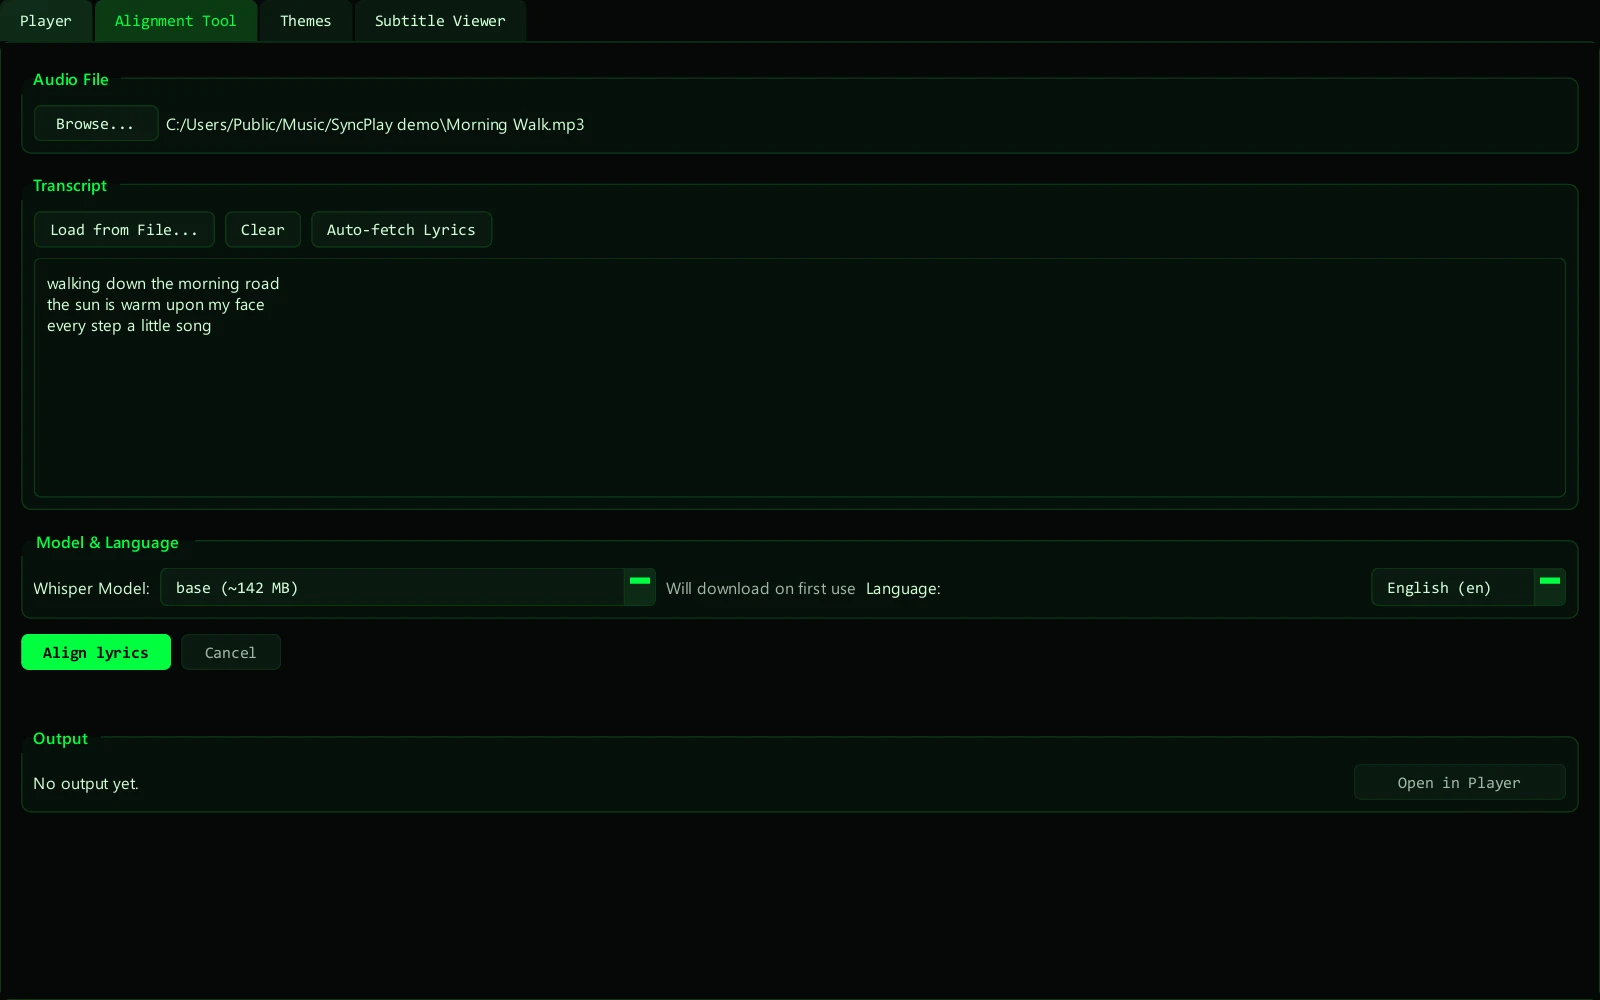 Player Alignment Tool Themes Subtitle Viewer
Audio File
Browse... C:/Users/Public/Music/SyncPlay demo\Morning Walk.mp3
Transcript
Load from File... Clear Auto-fetch Lyrics
walking down the morning road
the sun is warm upon my face
every step a little song
Model & Language
Whisper Model: base (~142 MB) Will download on first use Language: English (en)
Align lyrics Cancel
Output
No output yet. Open in Player